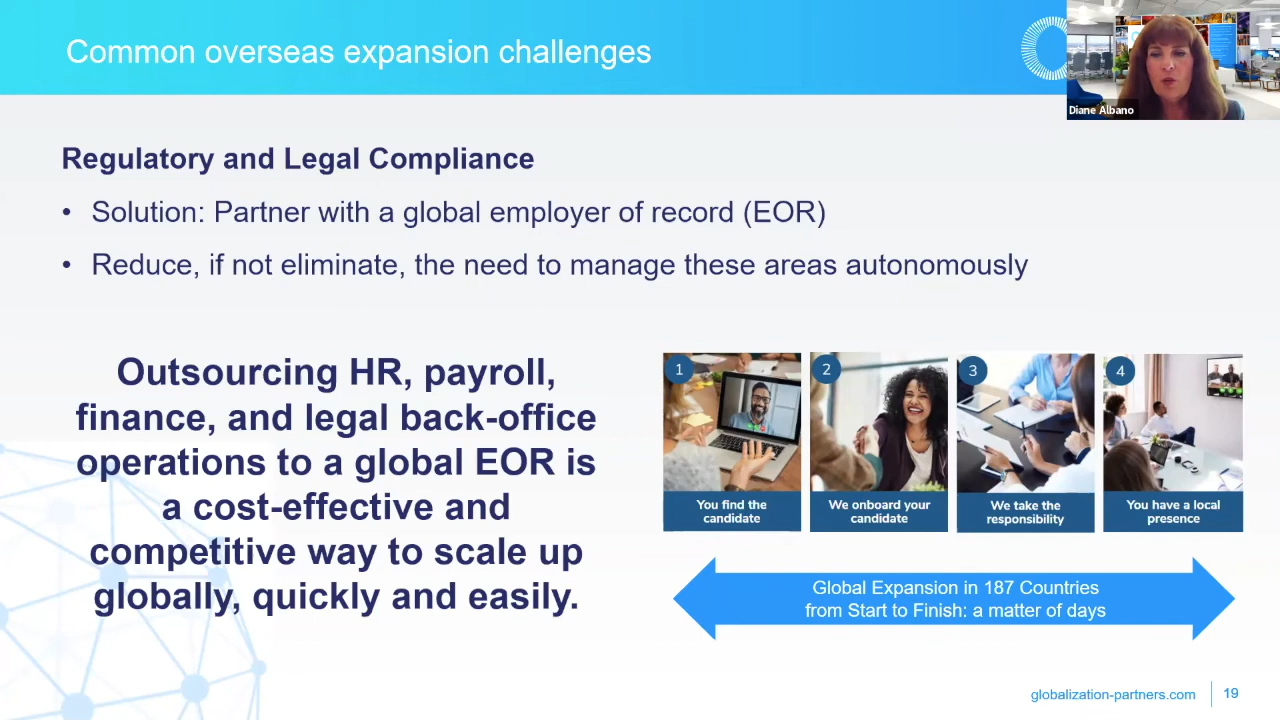 Common overseas expansion challenges
Diane Albano
Regulatory and Legal Compliance
• Solution: Partner with a global employer of record (EOR)
• Reduce, if not eliminate, the need to manage these areas autonomously
Outsourcing HR, payroll,
finance, and legal back-office
operations to a global EOR is
a cost-effective and
competitive way to scale up
globally, quickly and easily.
1
You find the
candidate
2
We onboard your
candidate
3
We take the
responsibility
4
You have a local
presence
Global Expansion in 187 Countries
from Start to Finish: a matter of days
globalization-partners.com
19